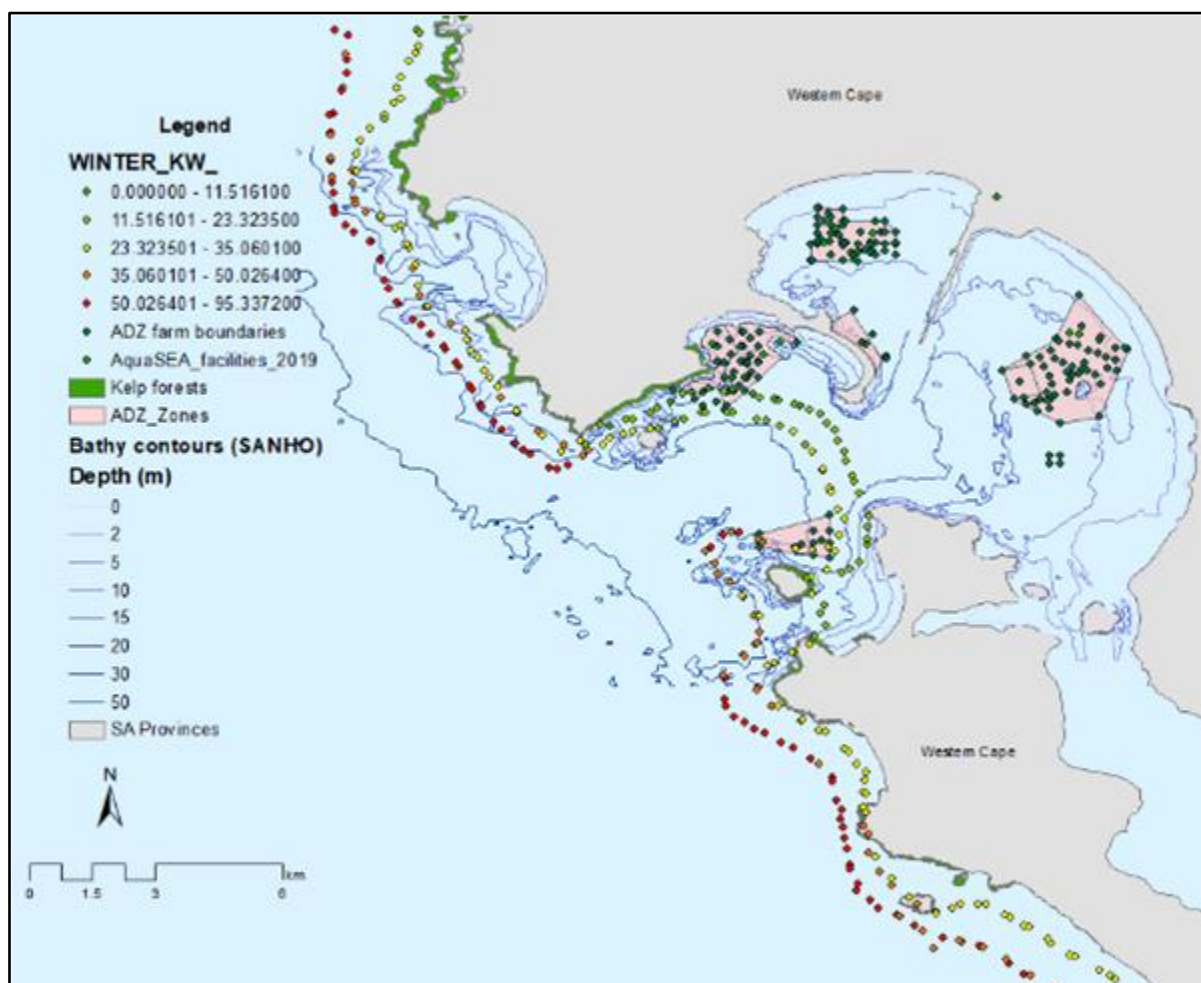 Western Cape
Legend
WINTER_KW_
0.000000 - 11.516100
11.516101 - 23.323500
23.323501 - 35.060100
35.060101 - 50.026400
50.026401 - 95.337200
ADZ farm boundaries
AquaSEA_facilities_2019
Kelp forests
ADZ_Zones
Bathy contours (SANHO)
Depth (m)
0
2
5
10
15
20
30
50
SA Provinces
Western Cape
N
km
0 1.5 3 6